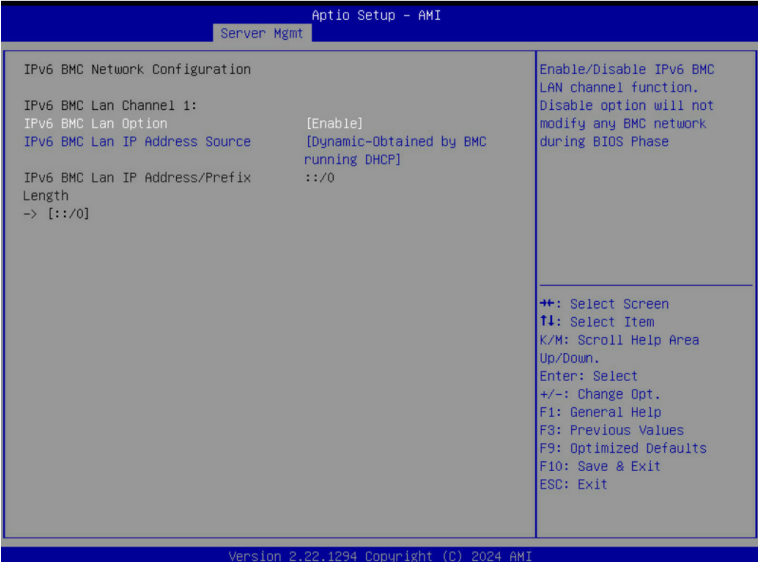 Aptio Setup - AMI
Server Mgmt
IPv6 BMC Network Configuration
IPv6 BMC Lan Channel 1:
IPv6 BMC Lan Option [Enable]
IPv6 BMC Lan IP Address Source [Dynamic-Obtained by BMC
running DHCP]
IPv6 BMC Lan IP Address/Prefix ::/0
Length
-> [::/0]
Enable/Disable IPv6 BMC
LAN channel function.
Disable option will not
modify any BMC network
during BIOS Phase
→←: Select Screen
↑↓: Select Item
K/M: Scroll Help Area
Up/Down.
Enter: Select
+/-: Change Opt.
F1: General Help
F3: Previous Values
F9: Optimized Defaults
F10: Save & Exit
ESC: Exit
Version 2.22.1294 Copyright (C) 2024 AMI